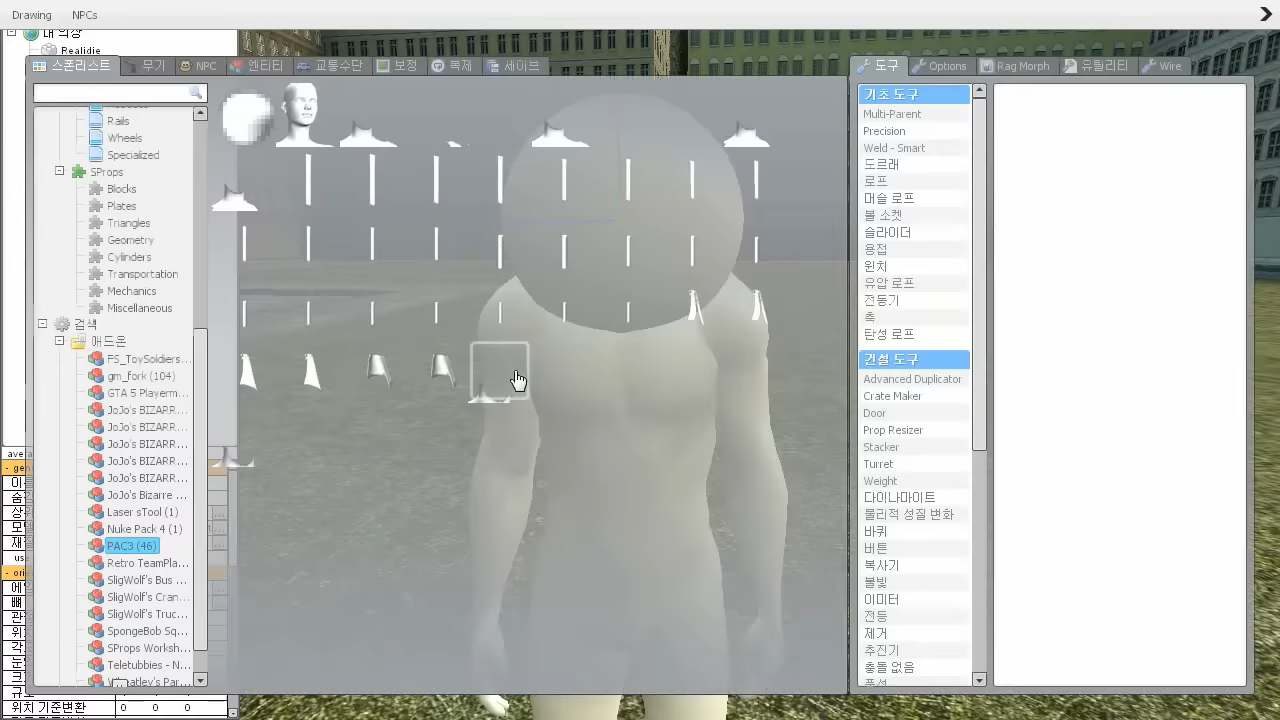 Drawing NPCs
내 의상
Realidie
스폰리스트 무기 NPC 엔티티 교통수단 보정 복제 세이브
도구 Options Rag Morph 유틸리티 Wire
Rails
Wheels
Specialized
SProps
Blocks
Plates
Triangles
Geometry
Cylinders
Transportation
Mechanics
Miscellaneous
검색
애드온
FS_ToySoldiers...
gm_fork (104)
GTA 5 Playerm...
JoJo's BIZARR...
JoJo's BIZARR...
JoJo's BIZARR...
JoJo's BIZARR...
JoJo's BIZARR...
JoJo's Bizarre ...
Laser sTool (1)
Nuke Pack 4 (1)
PAC3 (46)
Retro TeamPla...
SligWolf's Bus ...
SligWolf's Cran...
SligWolf's Truc...
SpongeBob Sq...
SProps Worksh...
Teletubbies - N...
Wheatley's Pa...
위치 기준변환 0 0 0
기초 도구
Multi-Parent
Precision
Weld - Smart
도르래
로프
머슬 로프
볼 소켓
슬라이더
용접
윈치
유압 로프
전동기
축
탄성 로프
건설 도구
Advanced Duplicator
Crate Maker
Door
Prop Resizer
Stacker
Turret
Weight
다이나마이트
물리적 성질 변화
바퀴
버튼
복사기
불빛
이미터
전등
제거
추진기
충돌 없음
풍선